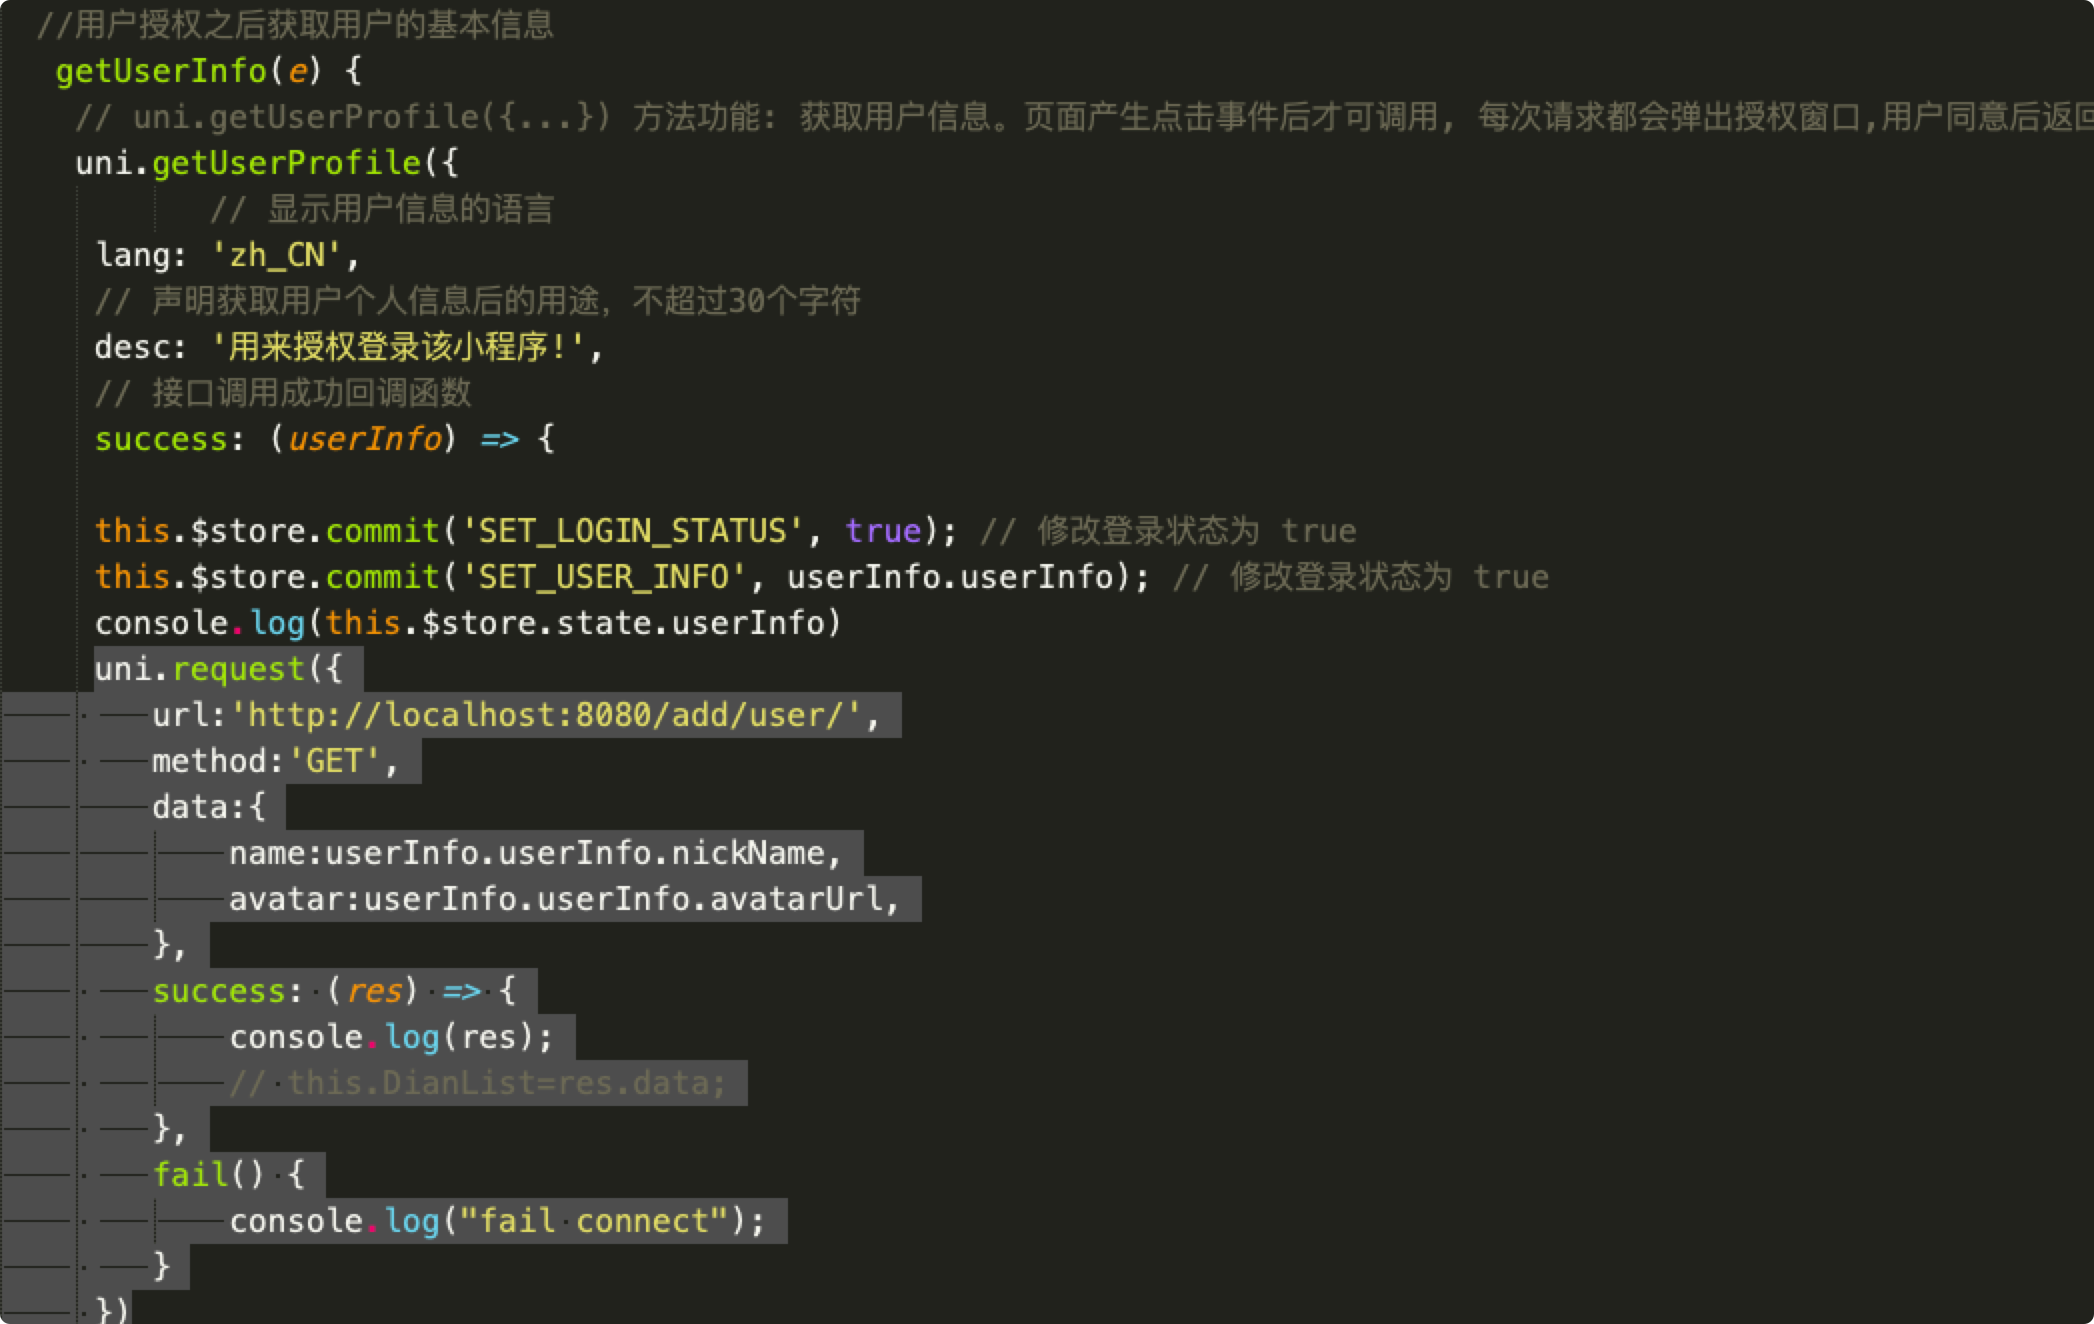 //用户授权之后获取用户的基本信息
getUserInfo(e) {
// uni.getUserProfile({...}) 方法功能: 获取用户信息。页面产生点击事件后才可调用, 每次请求都会弹出授权窗口,用户同意后返回
uni.getUserProfile({
// 显示用户信息的语言
lang: 'zh_CN',
// 声明获取用户个人信息后的用途，不超过30个字符
desc: '用来授权登录该小程序!',
// 接口调用成功回调函数
success: (userInfo) => {
this.$store.commit('SET_LOGIN_STATUS', true); // 修改登录状态为 true
this.$store.commit('SET_USER_INFO', userInfo.userInfo); // 修改登录状态为 true
console.log(this.$store.state.userInfo)
uni.request({
url:'http://localhost:8080/add/user/',
method:'GET',
data:{
name:userInfo.userInfo.nickName,
avatar:userInfo.userInfo.avatarUrl,
},
success: (res) => {
console.log(res);
// this.DianList=res.data;
},
fail() {
console.log("fail connect");
}
})